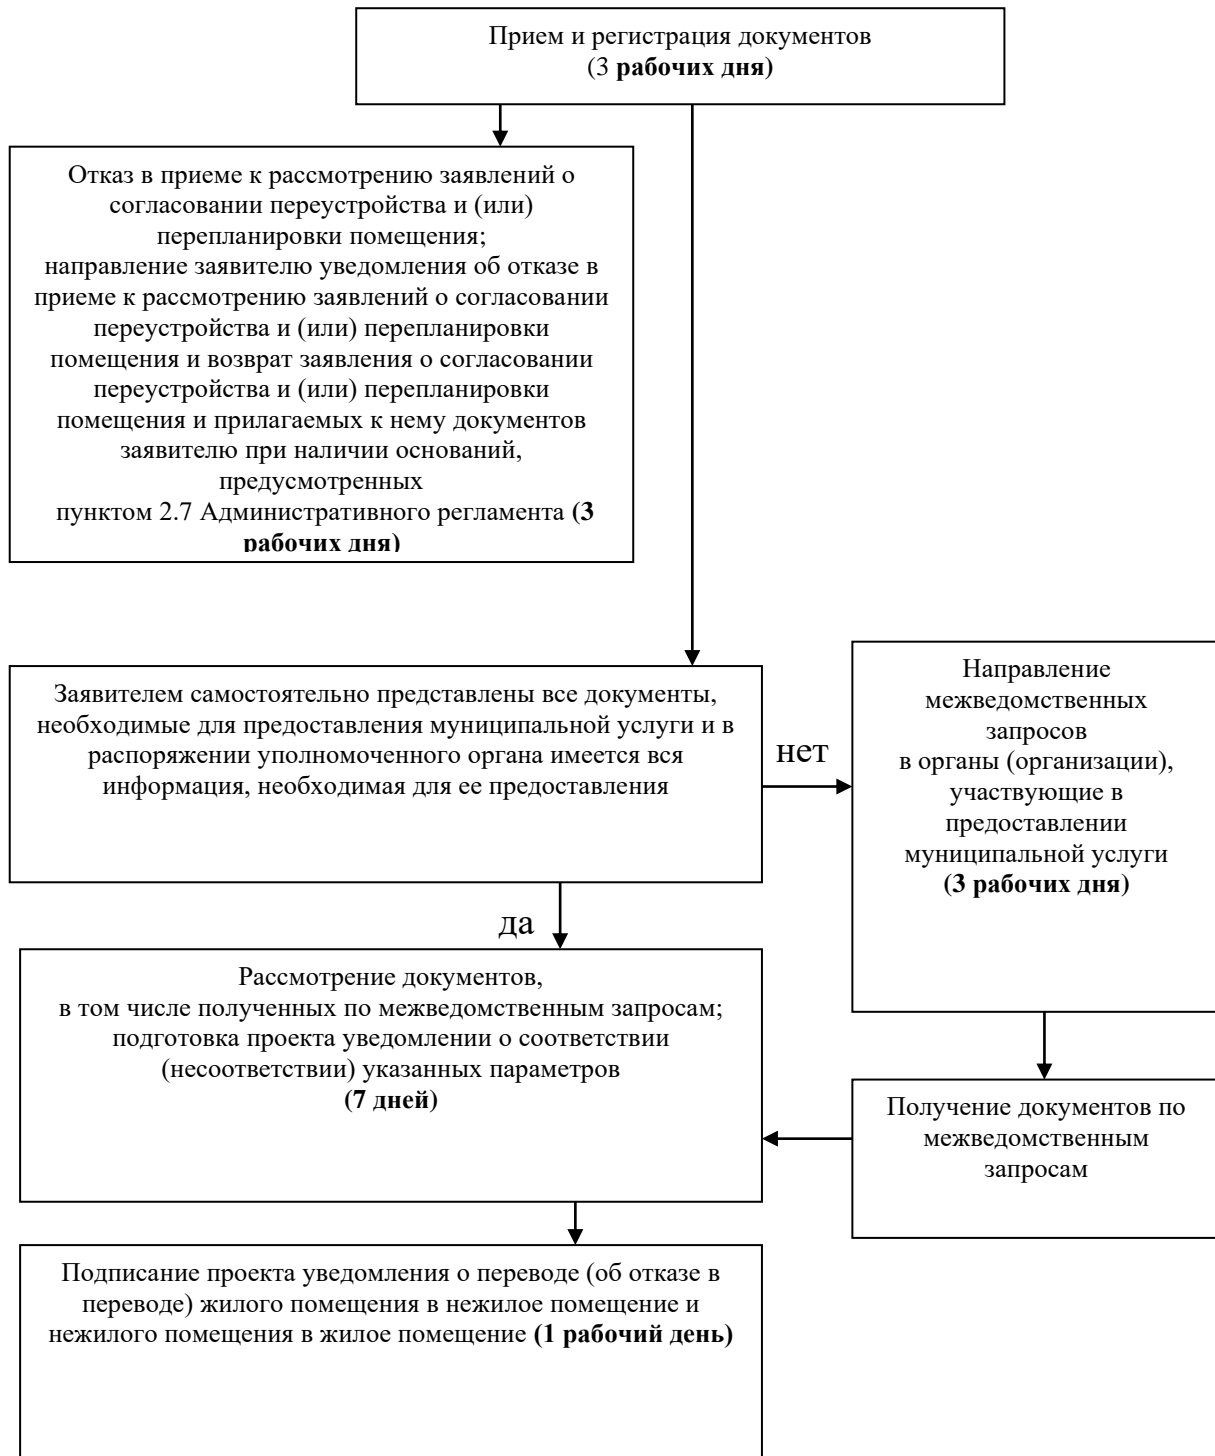 Прием и регистрация документов
(3 рабочих дня)
Отказ в приеме к рассмотрению заявлений о
согласовании переустройства и (или)
перепланировки помещения;
направление заявителю уведомления об отказе в
приеме к рассмотрению заявлений о согласовании
переустройства и (или) перепланировки
помещения и возврат заявления о согласовании
переустройства и (или) перепланировки
помещения и прилагаемых к нему документов
заявителю при наличии оснований,
предусмотренных
пунктом 2.7 Административного регламента (3
рабочих дня)
Заявителем самостоятельно представлены все документы,
необходимые для предоставления муниципальной услуги и в
распоряжении уполномоченного органа имеется вся
информация, необходимая для ее предоставления
нет
Направление
межведомственных
запросов
в органы (организации),
участвующие в
предоставлении
муниципальной услуги
(3 рабочих дня)
да
Рассмотрение документов,
в том числе полученных по межведомственным запросам;
подготовка проекта уведомлении о соответствии
(несоответствии) указанных параметров
(7 дней)
Получение документов по
межведомственным
запросам
Подписание проекта уведомления о переводе (об отказе в
переводе) жилого помещения в нежилое помещение и
нежилого помещения в жилое помещение (1 рабочий день)